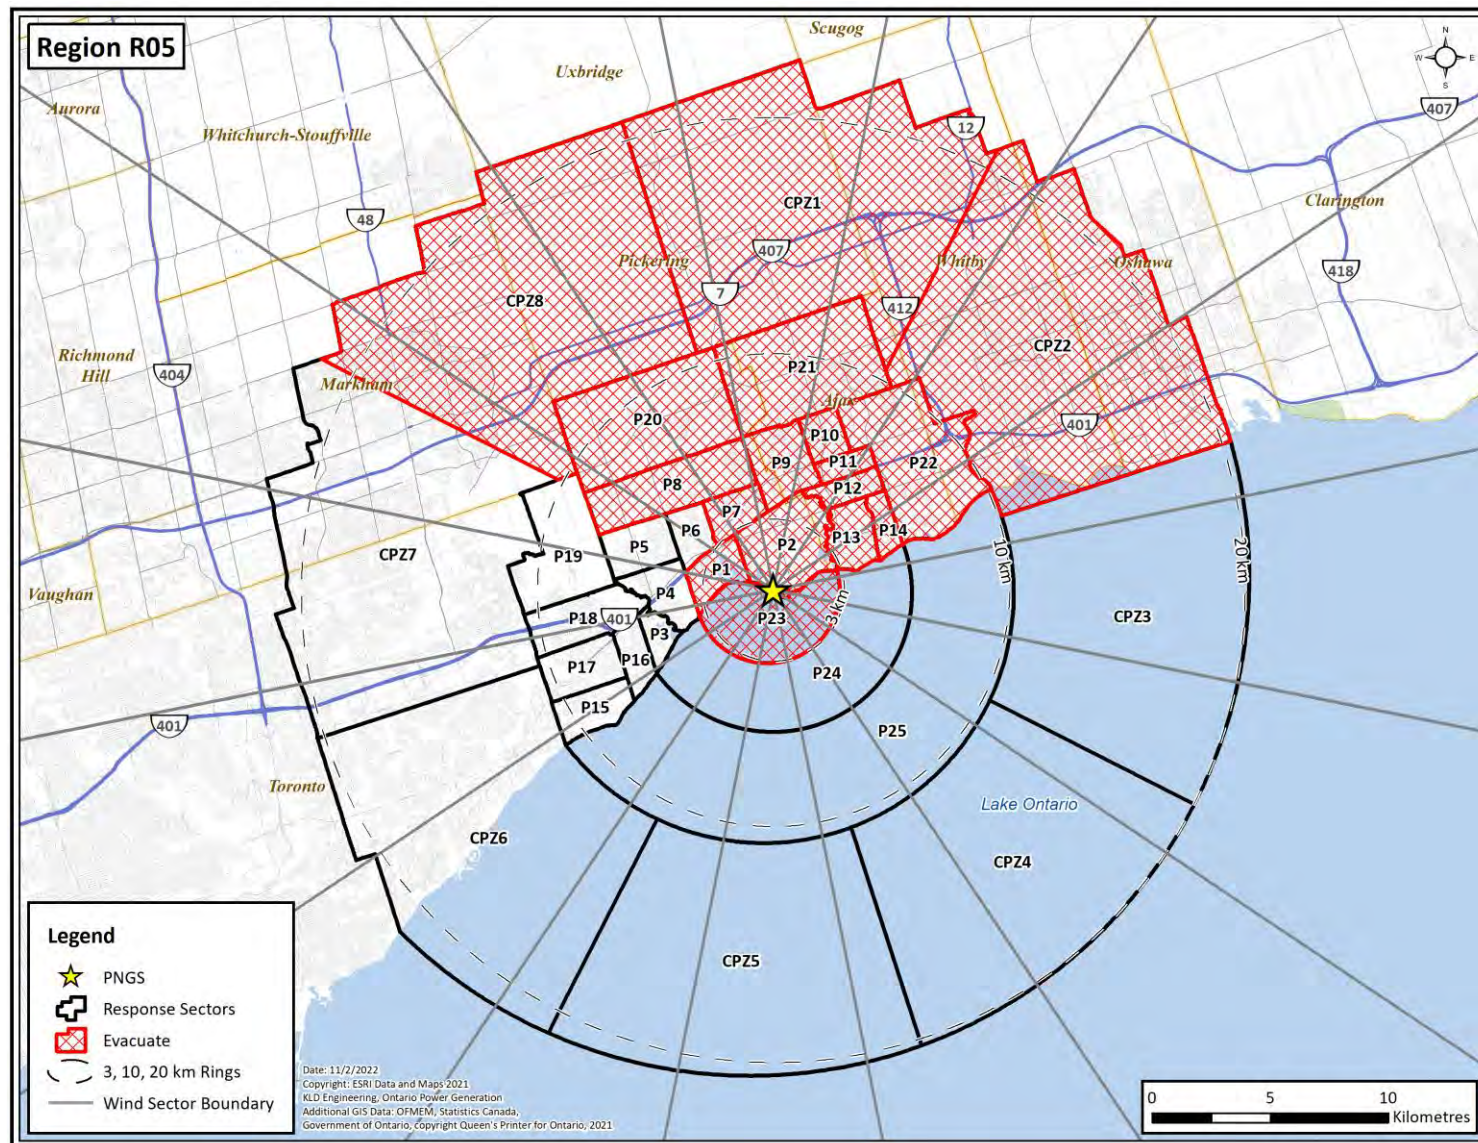 Region R05
Scugog
Uxbridge
N
W
E
S
Aurora
Whitchurch-Stouffville
12
407
48
CPZ1
Clarington
407
Pickering
Whitby
Oshawa
418
7
CPZ8
412
CPZ2
Richmond
Hill
404
Markham
P21
Ajax
P20
401
P10
P9
P11
P22
P8
P12
P7
P6
P13
P14
P2
P5
CPZ7
P19
10 km
20 km
P1
Vaughan
P4
3 km
P18
401
P23
CPZ3
P3
P17
P16
P24
P15
401
P25
Toronto
Lake Ontario
CPZ6
CPZ4
CPZ5
Legend
PNGS
Response Sectors
Evacuate
3, 10, 20 km Rings
Wind Sector Boundary
Date: 11/2/2022
Copyright: ESRI Data and Maps 2021
KLD Engineering, Ontario Power Generation
Additional GIS Data: OFMEM, Statistics Canada,
Government of Ontario, copyright Queen's Printer for Ontario, 2021
0 5 10
Kilometres